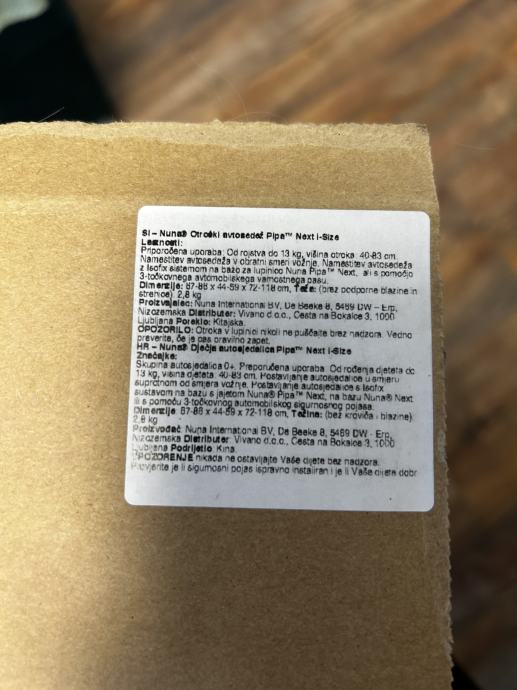 SI – Nuna® Otroški avtosedež Pipa™ Next i-Size
Lastnosti:
Priporočena uporaba: Od rojstva do 13 kg, višina otroka: 40-83 cm.
Namestitev avtosedeža v obratni smeri vožnje. Namestitev avtosedeža
z Isofix sistemom na bazo za lupinico Nuna Pipa™ Next, ali s pomočjo
3-točkovnega avtomobilskega varnostnega pasu.
Dimenzije: 67-88 x 44-59 x 72-118 cm, Teža: (brez podporne blazine in
strehice) 2,8 kg
Proizvajalec: Nuna International BV, De Beeke 8, 5469 DW – Erp,
Nizozemska Distributer: Vivano d.o.o., Cesta na Bokalce 3, 1000
Ljubljana Poreklo: Kitajska.
OPOZORILO: Otroka v lupinici nikoli ne puščajte brez nadzora. Vedno
preverite, če je pas pravilno zapet.
HR – Nuna® Dječja autosjedalica Pipa™ Next i-Size
Značajke:
Skupina autosjedalica 0+. Preporučena uporaba: Od rođenja djeteta do
13 kg, visina djeteta: 40-83 cm. Postavljanje autosjedalice u smjeru
suprotnom od smjera vožnje. Postavljanje autosjedalice s Isofix
sustavom na bazu s jajetom Nuna® Pipa™ Next, na bazu Nuna® Next
ili s pomoću 3-točkovnog automobilskog sigurnosnog pojasa.
Dimenzije: 67-88 x 44-59 x 72-118 cm, Težina: (bez krovića i blazine)
2,8 kg
Proizvođač: Nuna International BV, De Beeke 8, 5469 DW - Erp,
Nizozemska Distributer: Vivano d.o.o., Cesta na Bokalce 3, 1000
Ljubljana Podrijetlo: Kina.
UPOZORENJE nikada ne ostavljajte Vaše dijete bez nadzora.
Provjerite je li sigurnosni pojas ispravno instaliran i je li Vaše dijete dobr